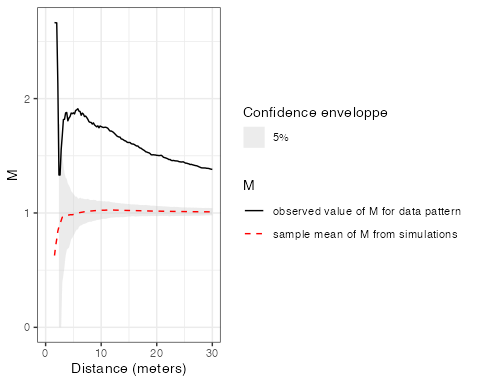 2
1
0
M
0
10
20
30
Distance (meters)
Confidence enveloppe
5%
M
observed value of M for data pattern
sample mean of M from simulations